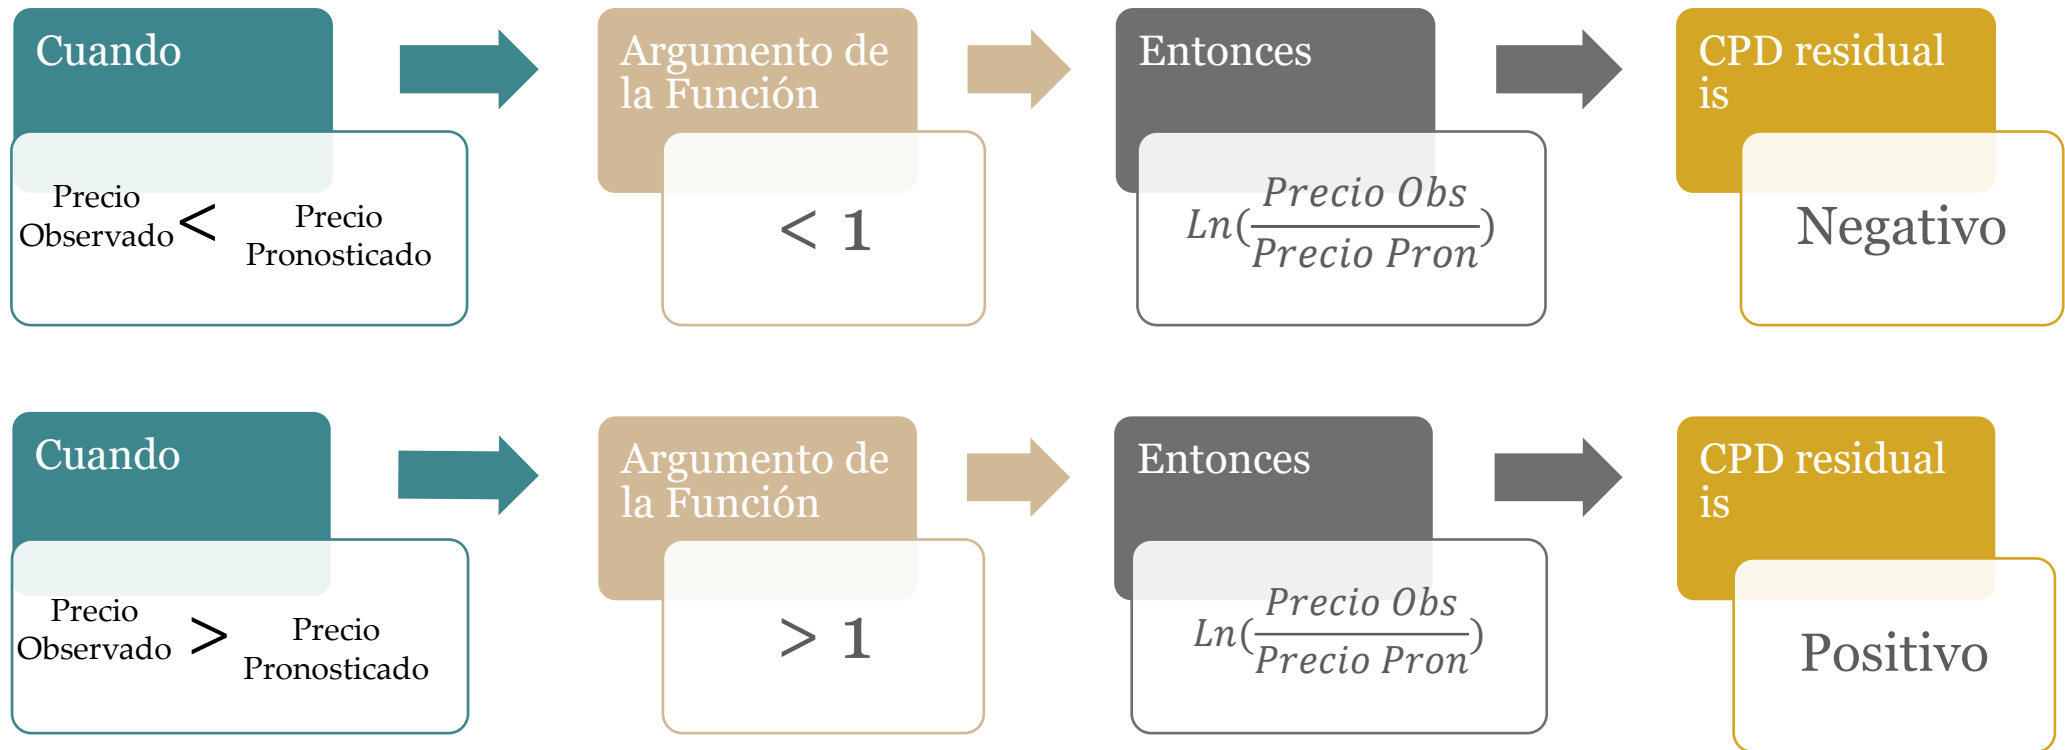 Cuando
Precio
Observado
<
Precio
Pronosticado
Argumento de
la Función
< 1
Entonces
Ln(Precio Obs/Precio Pron)
CPD residual
is
Negativo
Cuando
Precio
Observado
>
Precio
Pronosticado
Argumento de
la Función
> 1
Entonces
Ln(Precio Obs/Precio Pron)
CPD residual
is
Positivo